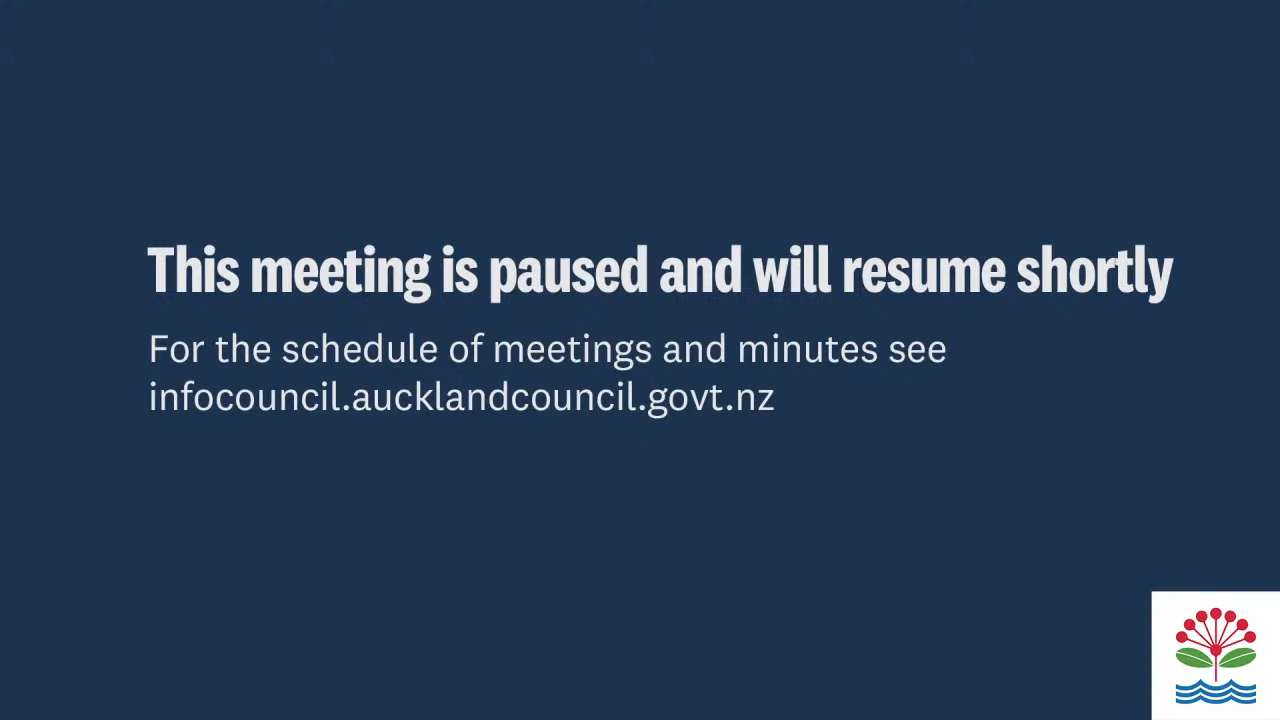 This meeting is paused and will resume shortly
For the schedule of meetings and minutes see
infocouncil.aucklandcouncil.govt.nz